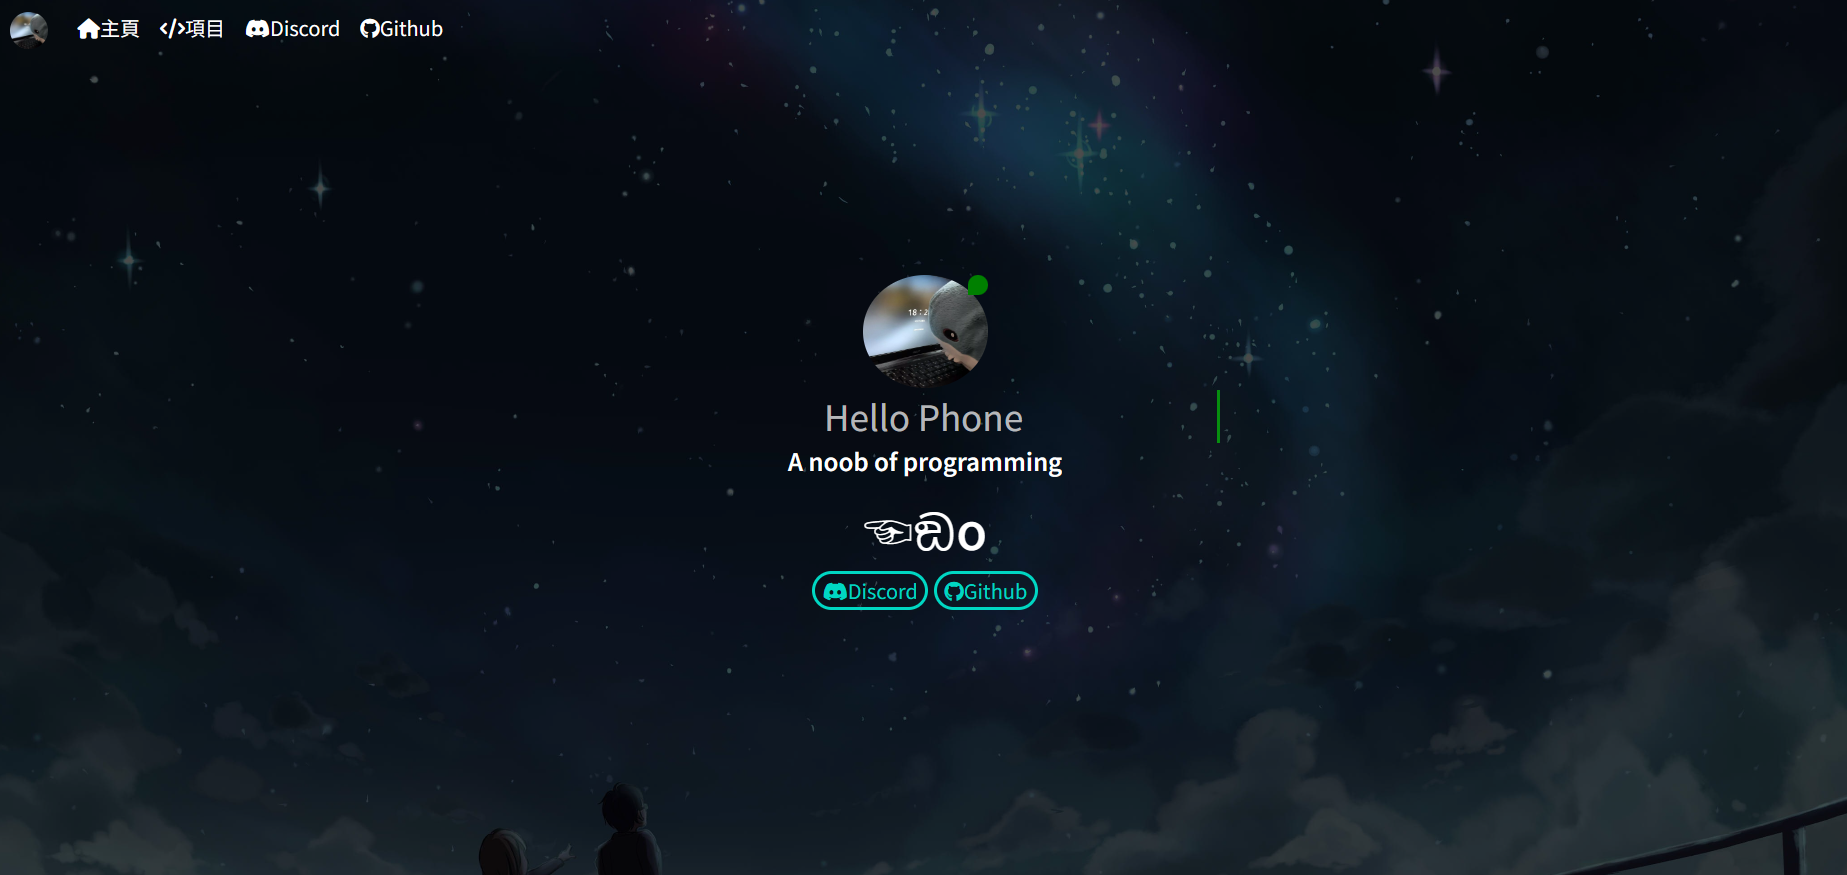 主頁 </>項目 Discord Github
Hello Phone
A noob of programming
☜ඞo
Discord Github